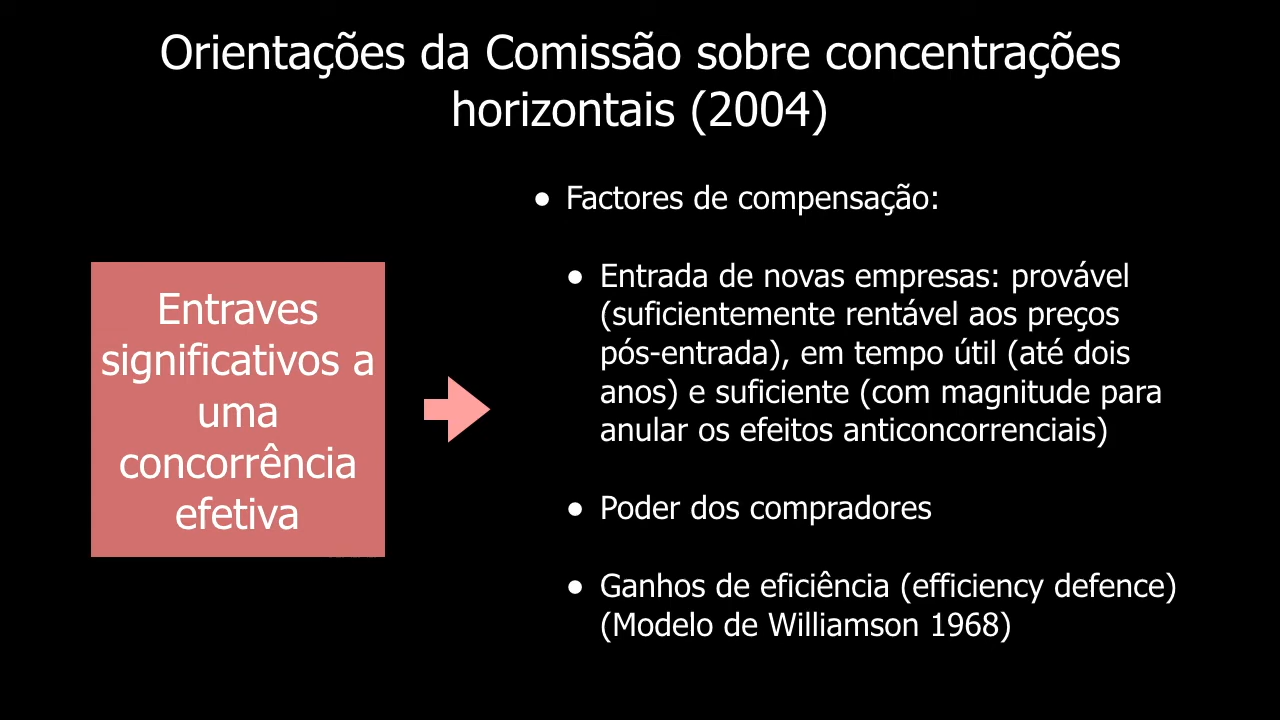 Orientações da Comissão sobre concentrações
horizontais (2004)
Entraves
significativos a
uma
concorrência
efetiva
● Factores de compensação:
● Entrada de novas empresas: provável
(suficientemente rentável aos preços
pós-entrada), em tempo útil (até dois
anos) e suficiente (com magnitude para
anular os efeitos anticoncorrenciais)
● Poder dos compradores
● Ganhos de eficiência (efficiency defence)
(Modelo de Williamson 1968)